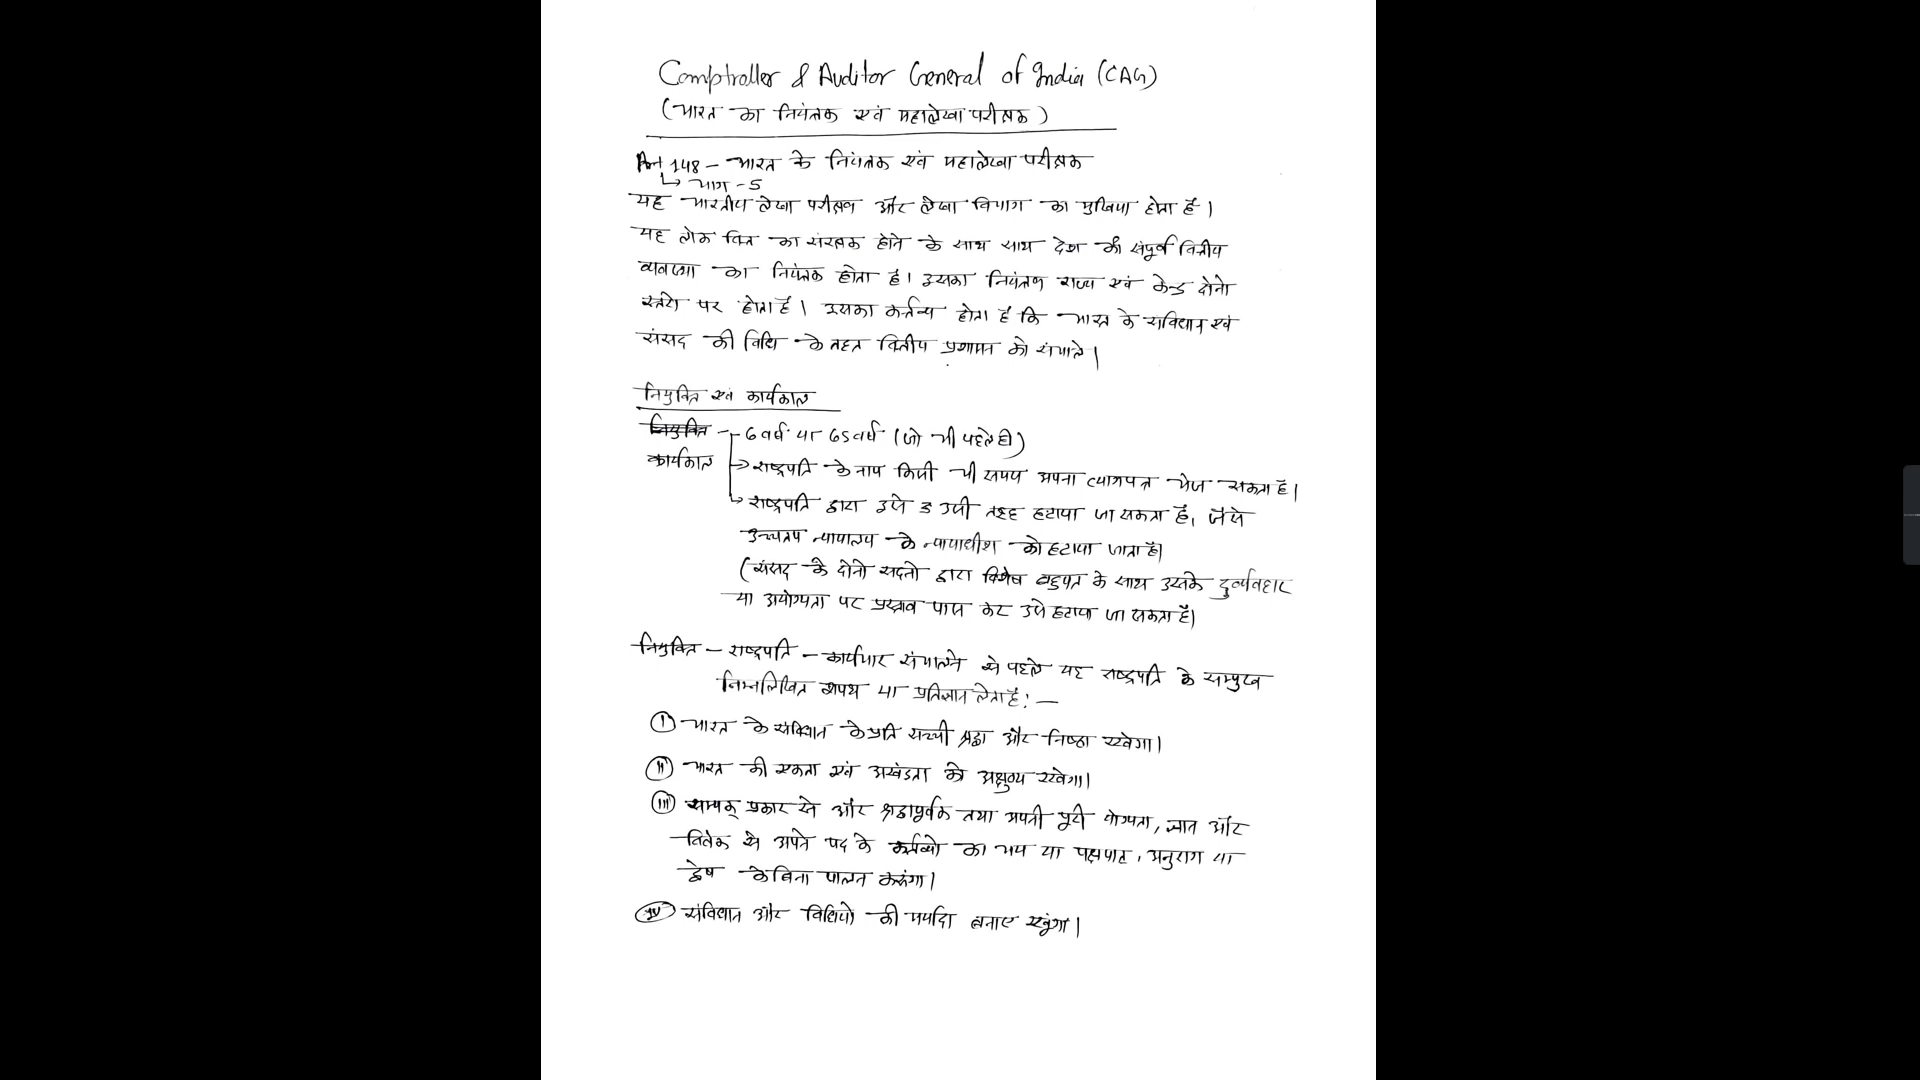 Comptroller & Auditor General of India (CAG)
(भारत का नियंत्रक एवं महालेखा परीक्षक)
Art 148 – भारत के नियंत्रक एवं महालेखा परीक्षक
↳ भाग - 5
यह भारतीय लेखा परीक्षण और लेखा विभाग का मुखिया होता है।
यह लोक वित्त का संरक्षक होने के साथ साथ देश की संपूर्ण वित्तीय
व्यवस्था का नियंत्रक होता है। उसका नियंत्रण राज्य एवं केन्द्र दोनो
स्तरो पर होता है। उसका कर्तव्य होता है कि भारत के संविधान एवं
संसद की विधि के तहत वित्तीय प्रशासन को संभाले।
नियुक्ति एवं कार्यकाल
नियुक्ति – 6 वर्ष या 65 वर्ष (जो भी पहले हो)
कार्यकाल → राष्ट्रपति के नाम किसी भी समय अपना त्यागपत्र भेज सकता है।
↳ राष्ट्रपति द्वारा उसे उसी तरह हटाया जा सकता है, जैसे
उच्चतम न्यायालय के न्यायाधीश को हटाया जाता है।
(संसद के दोनो सदनो द्वारा विशेष बहुमत के साथ उसके दुर्व्यवहार
या अयोग्यता पर प्रस्ताव पास कर उसे हटाया जा सकता है)
नियुक्ति – राष्ट्रपति – कार्यभार संभालने से पहले यह राष्ट्रपति के सम्मुख
निम्नलिखित शपथ या प्रतिज्ञान लेता है: –
(i) भारत के संविधान के प्रति सच्ची श्रद्धा और निष्ठा रखेगा।
(ii) भारत की एकता एवं अखंडता को अक्षुण्य रखेगा।
(iii) सम्यक् प्रकार से और श्रद्धापूर्वक तथा अपनी पूरी योग्यता, ज्ञान और
विवेक से अपने पद के कर्तव्यो का भय या पक्षपात, अनुराग या
द्वेष के बिना पालन करूंगा।
(iv) संविधान और विधियो की मर्यादा बनाए रखूंगा।